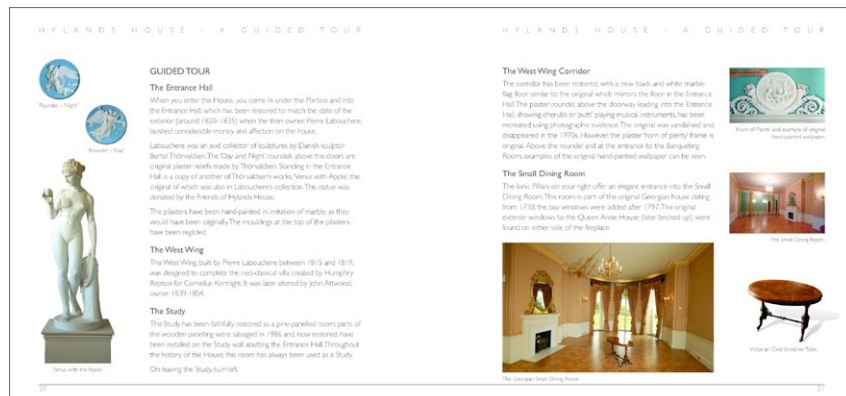 HYLANDS HOUSE - A GUIDED TOUR
Roundel – 'Night'
Roundel – 'Day'
'Venus with the Apple'
GUIDED TOUR
The Entrance Hall
When you enter the House, you come in under the Portico and into
the Entrance Hall, which has been restored to match the date of the
exterior (around 1820–1835) when the then owner, Pierre Labouchere,
lavished considerable money and affection on the house.
Labouchere was an avid collector of sculptures by Danish sculptor
Bertel Thörvaldsen. The 'Day and Night' roundels above the doors are
original plaster reliefs made by Thörvaldsen. Standing in the Entrance
Hall is a copy of another of Thörvaldsen's works, 'Venus with Apple', the
original of which was also in Labouchere's collection. This statue was
donated by the Friends of Hylands House.
The pilasters have been hand-painted in imitation of marble, as they
would have been originally. The mouldings at the top of the pilasters
have been regilded.
The West Wing
The West Wing, built by Pierre Labouchere between 1815 and 1819,
was designed to complete the neo-classical villa created by Humphry
Repton for Cornelius Kortright. It was later altered by John Attwood,
owner 1839-1854.
The Study
The Study has been faithfully restored as a pine-panelled room; parts of
the wooden panelling were salvaged in 1986 and, now restored, have
been installed on the Study wall abutting the Entrance Hall. Throughout
the history of the House, this room has always been used as a Study.
On leaving the Study, turn left.
20
HYLANDS HOUSE - A GUIDED TOUR
The West Wing Corridor
The corridor has been restored, with a new black and white marble
flag floor similar to the original which mirrors the floor in the Entrance
Hall. The plaster roundel, above the doorway leading into the Entrance
Hall, showing cherubs or 'putti' playing musical instruments, has been
recreated using photographic evidence. The original was vandalised and
disappeared in the 1970s. However, the plaster 'horn of plenty' frame is
original. Above the roundel and at the entrance to the Banqueting
Room, examples of the original hand-painted wallpaper can be seen.
The Small Dining Room
The Ionic Pillars on your right offer an elegant entrance into the Small
Dining Room. This room is part of the original Georgian house dating
from 1730; the bay windows were added after 1797. The original
exterior windows to the Queen Anne House (later bricked up) were
found on either side of the fireplace.
The Georgian Small Dining Room
'Horn of Plenty' and example of original
hand-painted wallpaper
The Small Dining Room
Victorian Oval Stretcher Table
21